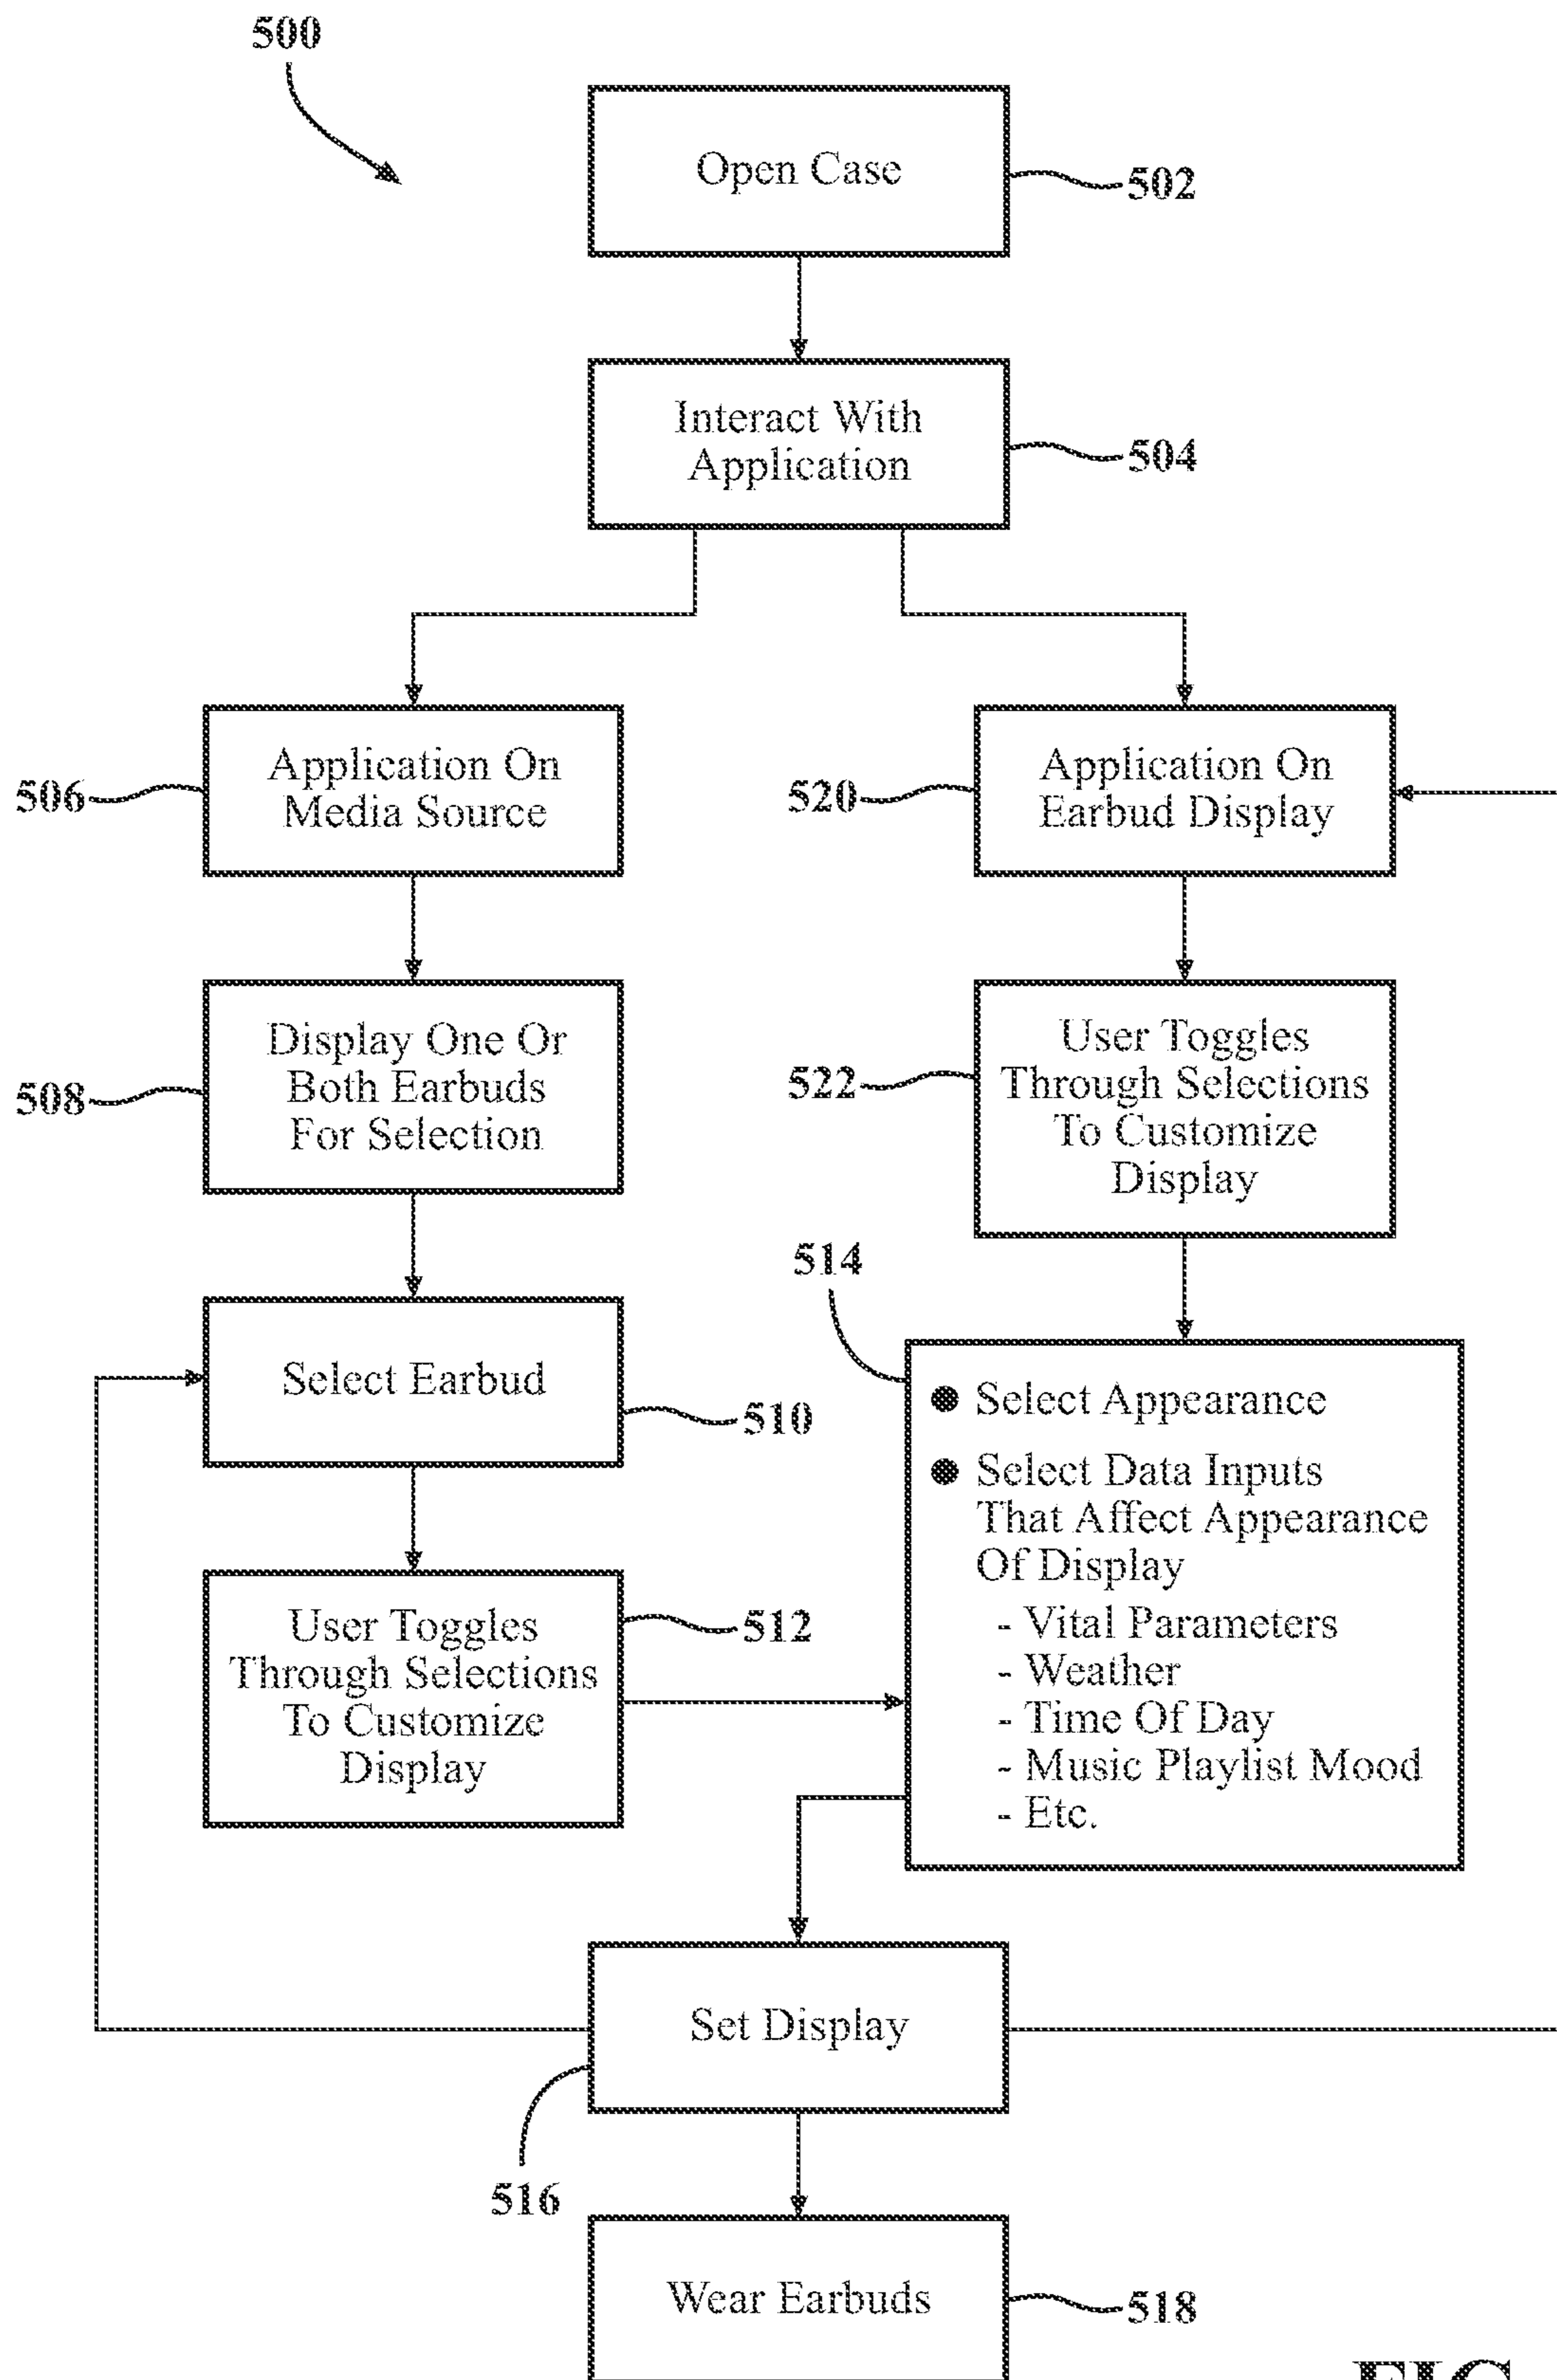 500
Open Case
502
Interact With
Application
504
Application On
Media Source
506
Application On
Earbud Display
520
Display One Or
Both Earbuds
For Selection
508
User Toggles
Through Selections
To Customize
Display
522
514
Select Earbud
510
● Select Appearance
● Select Data Inputs
That Affect Appearance
Of Display
- Vital Parameters
- Weather
- Time Of Day
- Music Playlist Mood
- Etc.
User Toggles
Through Selections
To Customize
Display
512
Set Display
516
Wear Earbuds
518
FIG